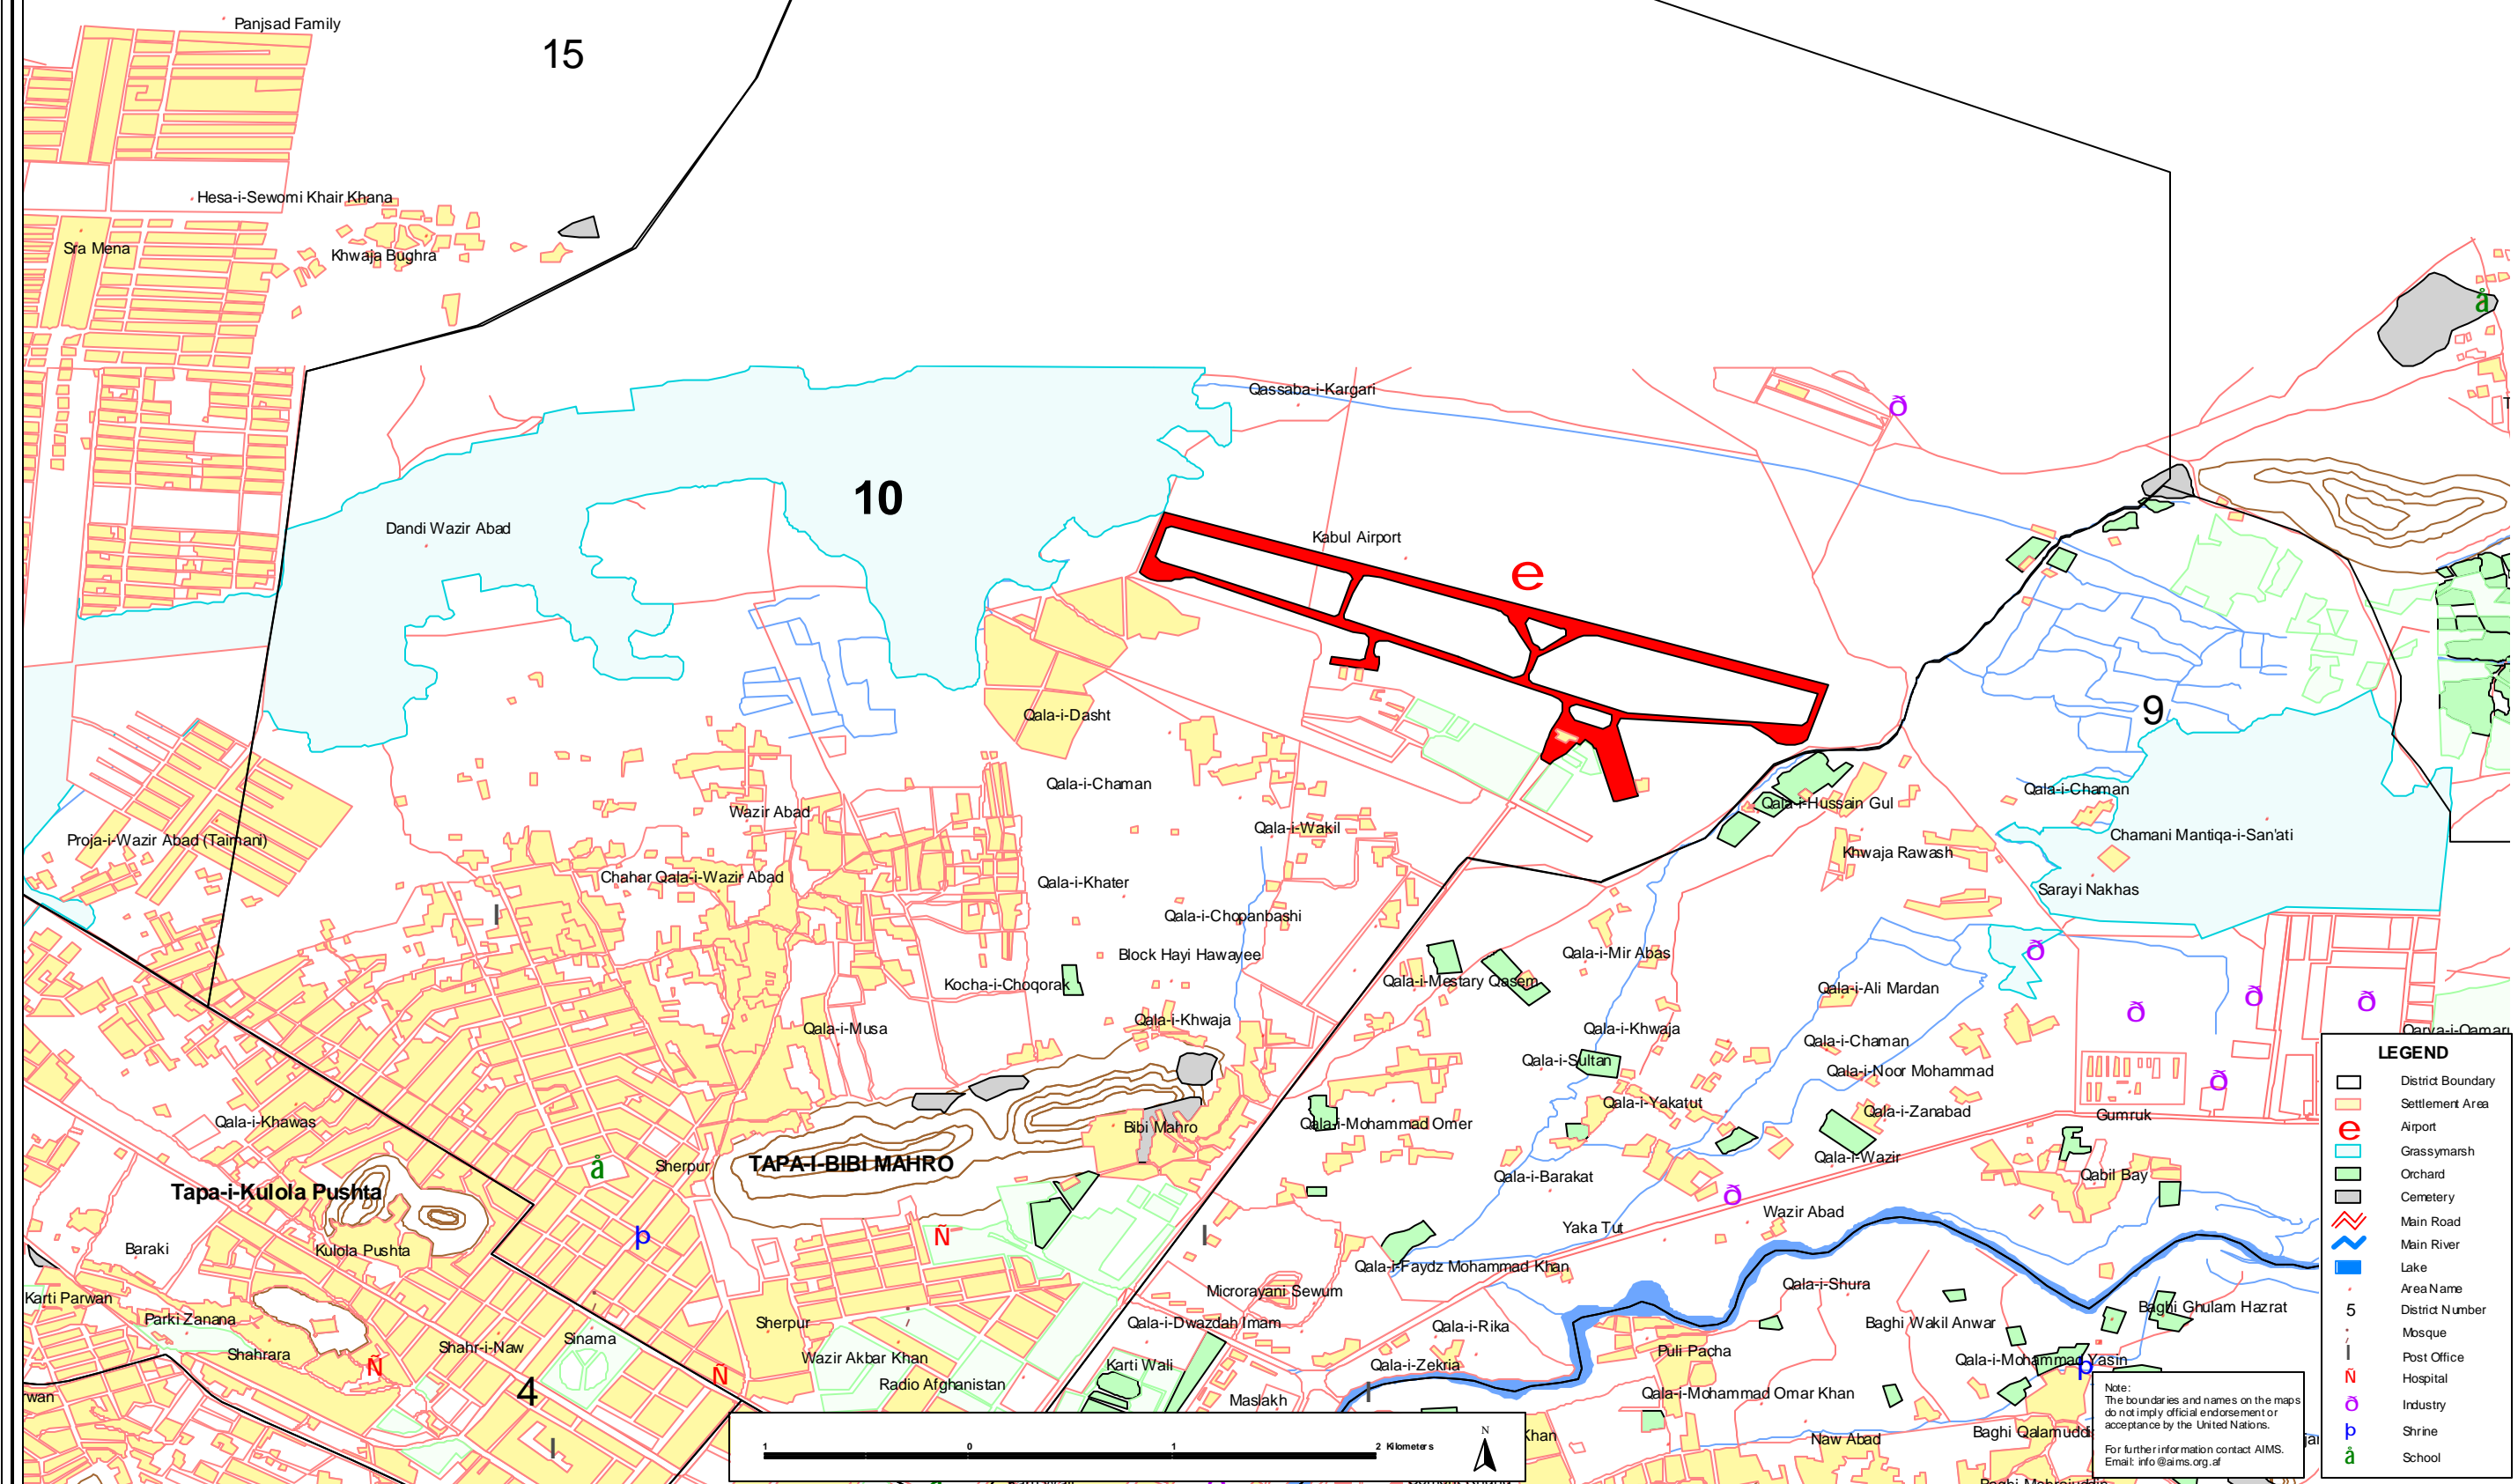 Panjsad Family
15
Hesa-i-Sewomi Khair Khana
Sra Mena
Khwaja Bughra
Qassaba-i-Kargari
10
Dandi Wazir Abad
Kabul Airport
9
Qala-i-Dasht
Qala-i-Chaman
Qala-i-Chaman
Wazir Abad
Qala-i-Hussain Gul
Qala-i-Wakil
Chamani Mantiqa-i-San'ati
Proja-i-Wazir Abad (Taimani)
Khwaja Rawash
Chahar Qala-i-Wazir Abad
Qala-i-Khater
Sarayi Nakhas
Qala-i-Chopanbashi
Block Hayi Hawayee
Qala-i-Mir Abas
Kocha-i-Choqorak
Qala-i-Mestary Qasem
Qala-i-Ali Mardan
Qala-i-Musa
Qala-i-Khwaja
Qala-i-Khwaja
Qala-i-Chaman
Qala-i-Sultan
Qala-i-Noor Mohammad
Qala-i-Khawas
Qala-i-Yakatut
Qala-i-Zanabad
Gumruk
Bibi Mahro
Qala-i-Mohammad Omer
Sherpur
TAPA-I-BIBI MAHRO
Qala-i-Wazir
Qala-i-Barakat
Qabil Bay
Tapa-i-Kulola Pushta
Yaka Tut
Wazir Abad
Baraki
Kulola Pushta
Qala-i-Faydz Mohammad Khan
Qala-i-Shura
Microrayani Sewum
Karti Parwan
Parki Zanana
Sherpur
Qala-i-Dwazdah Imam
Qala-i-Rika
Baghi Wakil Anwar
Baghi Ghulam Hazrat
Shahrara
Shahr-i-Naw
Sinama
Wazir Akbar Khan
Karti Wali
Qala-i-Zekria
Puli Pacha
Qala-i-Mohammad Yasin
Radio Afghanistan
4
Maslakh
Qala-i-Mohammad Omar Khan
Naw Abad
LEGEND
District Boundary
Settlement Area
e Airport
Grassymarsh
Orchard
Cemetery
Main Road
Main River
Lake
Area Name
5 District Number
Mosque
Post Office
Ñ Hospital
ð Industry
þ Shrine
å School
Note:
The boundaries and names on the maps
do not imply official endorsement or
acceptance by the United Nations.
For further information contact AIMS.
Email: info@aims.org.af
1 0 1 2 Kilometers
N